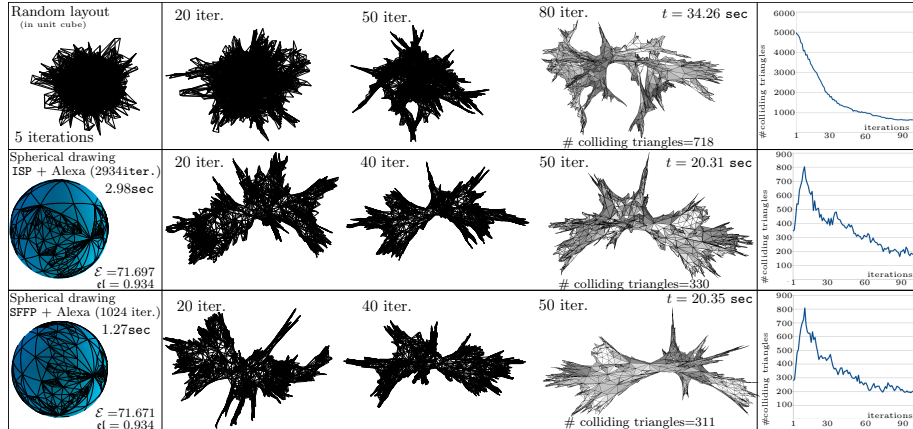 Random layout
(in unit cube)
5 iterations
20 iter.
50 iter.
80 iter.
t = 34.26 sec
# colliding triangles=718
#colliding triangles
6000
5000
4000
3000
2000
1000
iterations
1 30 60 90
Spherical drawing
ISP + Alexa (2934iter.)
2.98sec
ℰ =71.697
𝔢𝔩 = 0.934
20 iter.
40 iter.
50 iter.
t = 20.31 sec
# colliding triangles=330
#colliding triangles
900
800
700
600
500
400
300
200
100
iterations
1 30 60 90
Spherical drawing
SFFP + Alexa (1024 iter.)
1.27sec
ℰ =71.671
𝔢𝔩 = 0.934
20 iter.
40 iter.
50 iter.
t = 20.35 sec
# colliding triangles=311
#colliding triangles
900
800
700
600
500
400
300
200
100
iterations
1 30 60 90